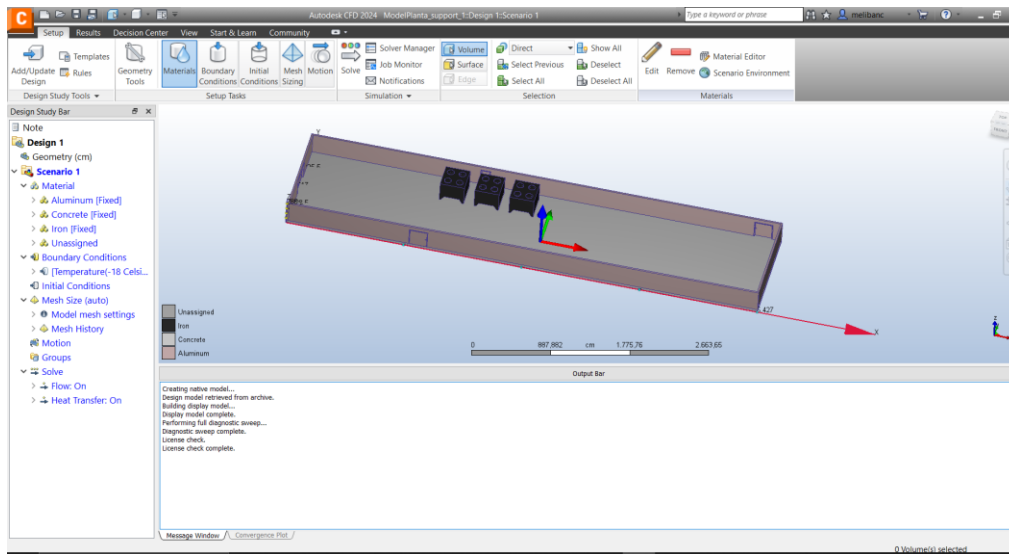 C
Autodesk CFD 2024 ModelPlanta_support_1::Design 1::Scenario 1
Type a keyword or phrase
melibanc
Setup Results Decision Center View Start & Learn Community
Add/Update Design
Templates
Rules
Geometry Tools
Materials
Boundary Conditions
Initial Conditions
Mesh Sizing
Motion
Solve
Solver Manager
Job Monitor
Notifications
Volume
Surface
Edge
Direct
Select Previous
Select All
Show All
Deselect
Deselect All
Edit
Remove
Material Editor
Scenario Environment
Design Study Tools
Setup Tasks
Simulation
Selection
Materials
Design Study Bar
Note
Design 1
Geometry (cm)
Scenario 1
Material
Aluminum [Fixed]
Concrete [Fixed]
Iron [Fixed]
Unassigned
Boundary Conditions
[Temperature(-18 Celsi...
Initial Conditions
Mesh Size (auto)
Model mesh settings
Mesh History
Motion
Groups
Solve
Flow: On
Heat Transfer: On
Y
X
Z
Unassigned
Iron
Concrete
Aluminum
0 887,882 cm 1.775,76 2.663,65
Output Bar
Creating native model...
Design model retrieved from archive.
Building display model...
Display model complete.
Performing full diagnostic sweep...
Diagnostic sweep complete.
License check.
License check complete.
Message Window
Convergence Plot
0 Volume(s) selected